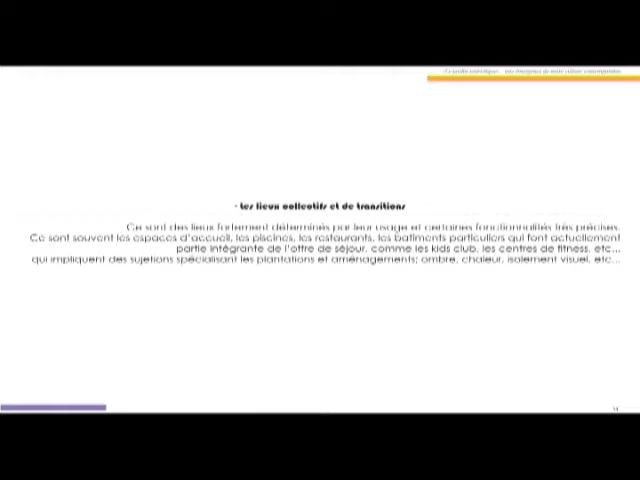 - Les lieux collectifs et de transitions
Ce sont des lieux fortement déterminés par leur usage et certaines fonctionnalités très précises.
Ce sont souvent les espaces d'accueil, les piscines, les restaurants, les batiments particuliers qui font actuellement
partie intégrante de l'offre de séjour, comme les kids club, les centres de fitness, etc...
qui impliquent des sujetions spécialisant les plantations et aménagements; ombre, chaleur, isolement visuel, etc...